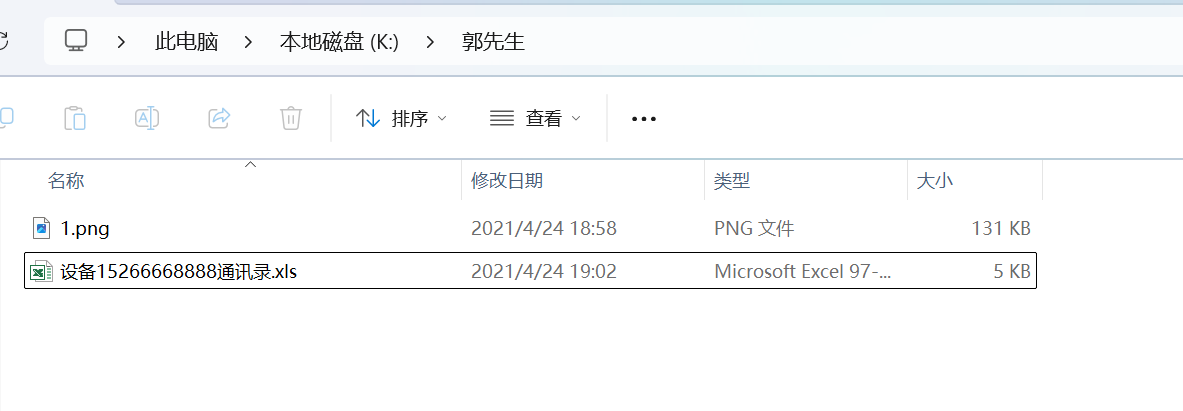 此电脑 本地磁盘 (K:) 郭先生
排序 查看
名称 修改日期 类型 大小
1.png 2021/4/24 18:58 PNG 文件 131 KB
设备15266668888通讯录.xls 2021/4/24 19:02 Microsoft Excel 97-... 5 KB